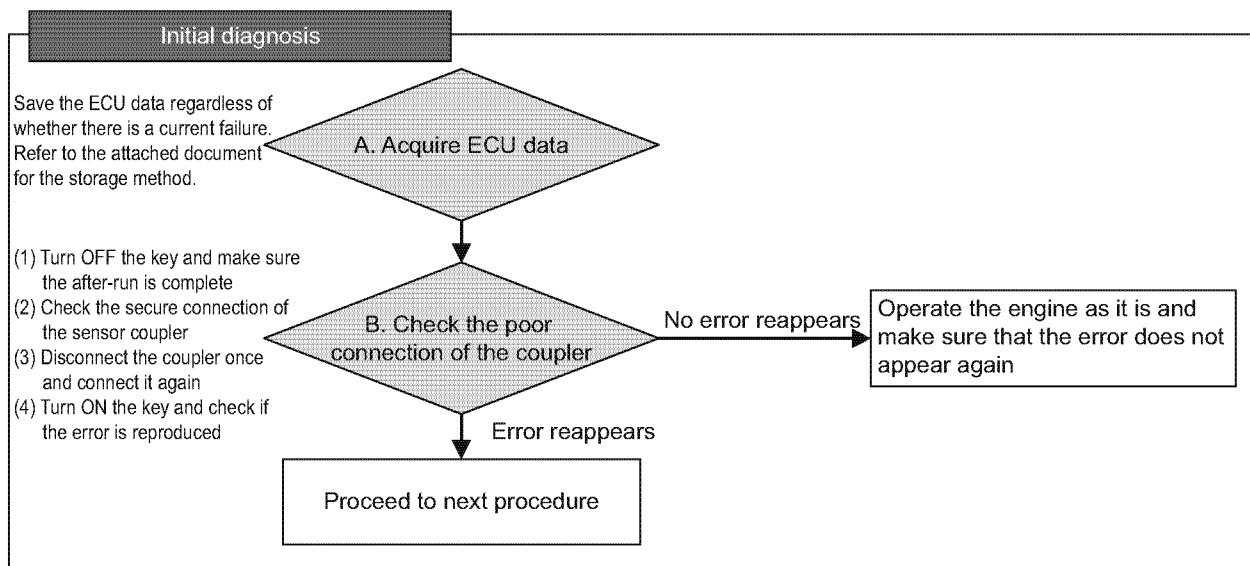 Initial diagnosis
Save the ECU data regardless of
whether there is a current failure.
Refer to the attached document
for the storage method.
A. Acquire ECU data
(1) Turn OFF the key and make sure
the after-run is complete
(2) Check the secure connection of
the sensor coupler
(3) Disconnect the coupler once
and connect it again
(4) Turn ON the key and check if
the error is reproduced
B. Check the poor
connection of the coupler
No error reappears
Operate the engine as it is and
make sure that the error does not
appear again
Error reappears
Proceed to next procedure